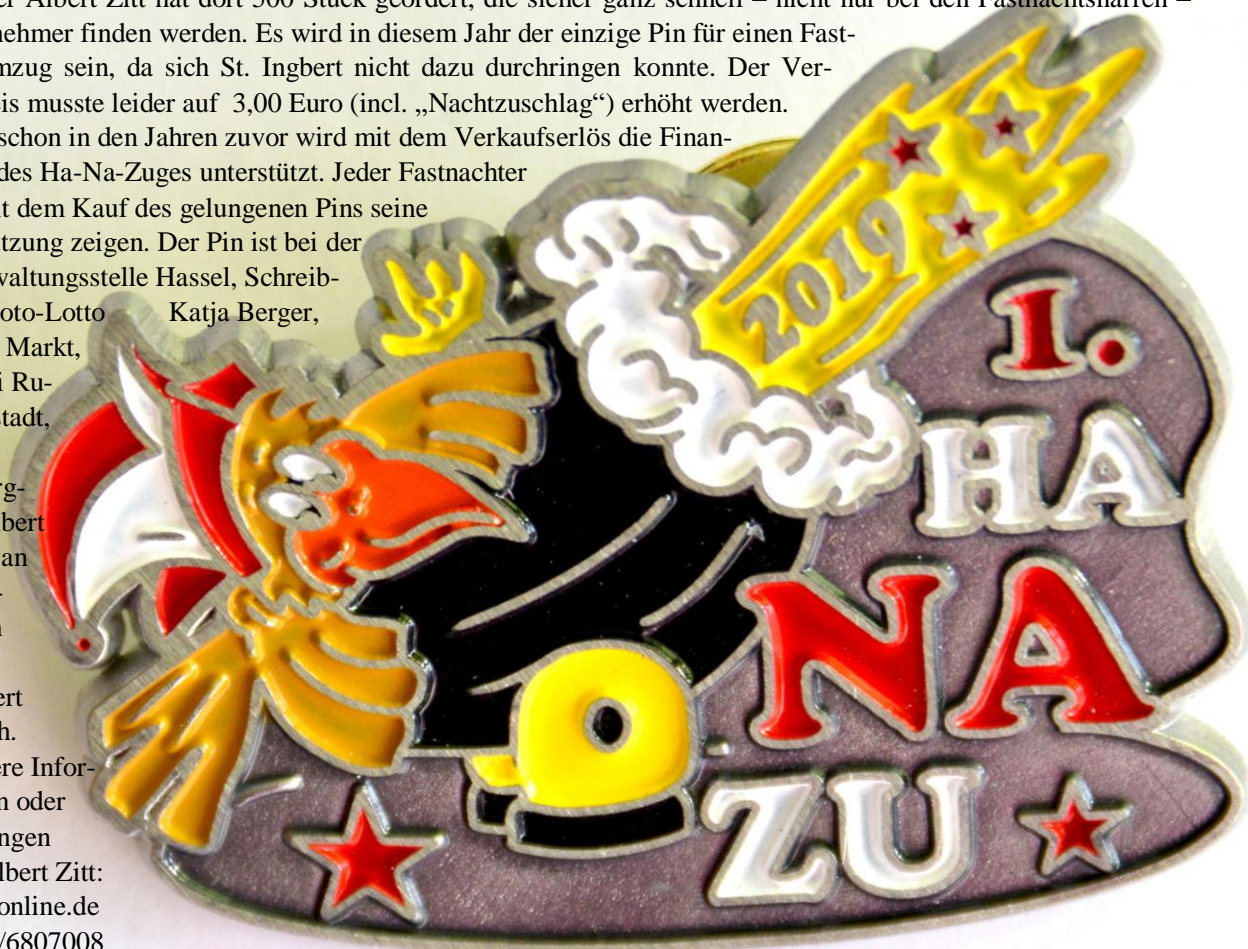 er Albert Zitt hat dort 300 Stück geordert, die sicher ganz schnell – nicht nur bei den Fastnachtsnarren –
nehmer finden werden. Es wird in diesem Jahr der einzige Pin für einen Fast-
mzug sein, da sich St. Ingbert nicht dazu durchringen konnte. Der Ver-
eis musste leider auf 3,00 Euro (incl. „Nachtzuschlag“) erhöht werden.
schon in den Jahren zuvor wird mit dem Verkaufserlös die Finan-
des Ha-Na-Zuges unterstützt. Jeder Fastnachter
t dem Kauf des gelungenen Pins seine
tzung zeigen. Der Pin ist bei der
waltungsstelle Hassel, Schreib-
oto-Lotto Katja Berger,
Markt,
i Ru-
stadt,
rg-
bert
an
-
n
ert
h.
ere Infor-
n oder
ngen
lbert Zitt:
online.de
/6807008
2019
1.
HA
NA
ZU